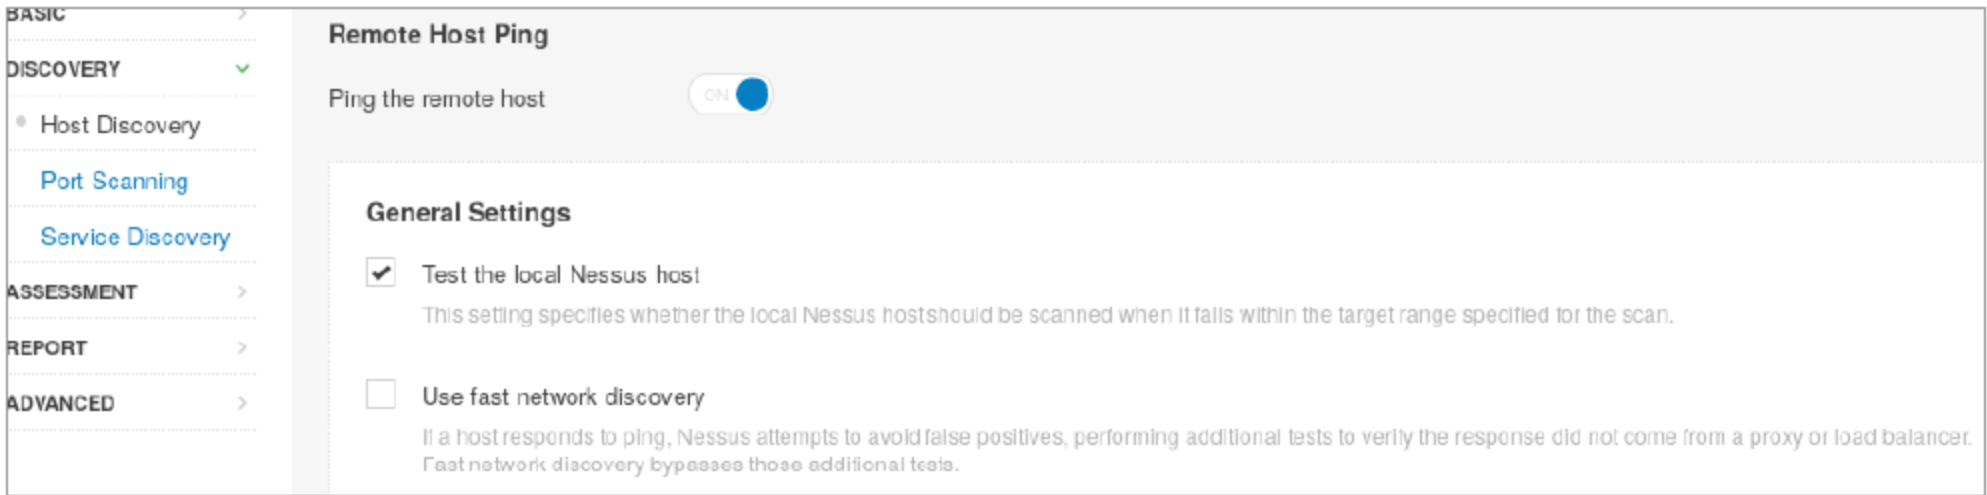 BASIC
DISCOVERY
Host Discovery
Port Scanning
Service Discovery
ASSESSMENT
REPORT
ADVANCED
Remote Host Ping
Ping the remote host
ON
General Settings
Test the local Nessus host
This setting specifies whether the local Nessus host should be scanned when it falls within the target range specified for the scan.
Use fast network discovery
If a host responds to ping, Nessus attempts to avoid false positives, performing additional tests to verify the response did not come from a proxy or load balancer.
Fast network discovery bypasses those additional tests.